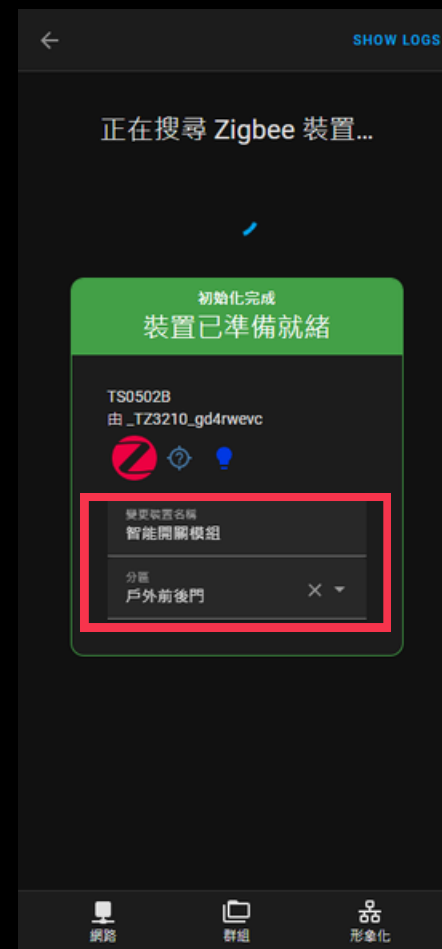 SHOW LOGS
正在搜尋 Zigbee 裝置...
初始化完成
裝置已準備就緒
TS0502B
由 _TZ3210_gd4rwevc
變更裝置名稱
智能開關模組
分區
戶外前後門
網路
群組
形象化